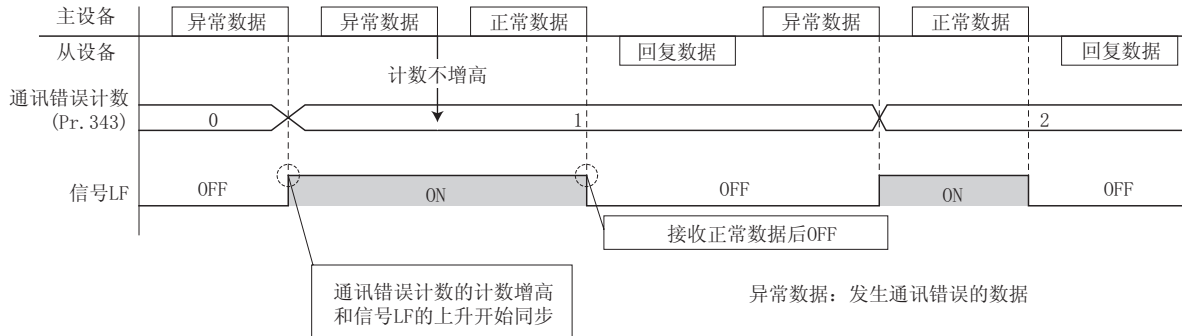 主设备 异常数据 异常数据 正常数据 异常数据 正常数据
从设备 回复数据 回复数据
计数不增高
通讯错误计数
(Pr.343) 0 1 2
信号LF OFF ON OFF ON OFF
接收正常数据后OFF
通讯错误计数的计数增高
和信号LF的上升开始同步
异常数据: 发生通讯错误的数据